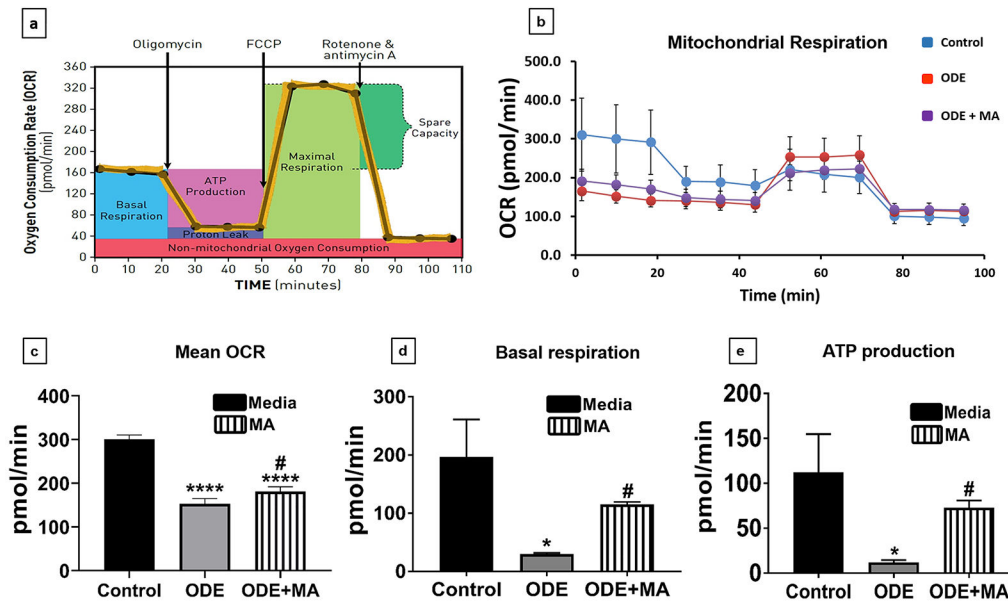 a
Oligomycin
FCCP
Rotenone &
antimycin A
Oxygen Consumption Rate (OCR)
[pmol/min)
360
320
280
240
200
160
120
80
40
0
Basal
Respiration
ATP
Production
Proton Leak
Maximal
Respiration
Spare
Capacity
Non-mitochondrial Oxygen Consumption
0 10 20 30 40 50 60 70 80 90 100 110
TIME (minutes)
b
Mitochondrial Respiration
Control
ODE
ODE + MA
OCR (pmol/min)
500.0
400.0
300.0
200.0
100.0
0.0
0 20 40 60 80 100
Time (min)
c
Mean OCR
Media
MA
pmol/min
400
300
200
100
0
****
#
****
Control ODE ODE+MA
d
Basal respiration
Media
MA
pmol/min
300
200
100
0
*
#
Control ODE ODE+MA
e
ATP production
Media
MA
pmol/min
200
150
100
50
0
*
#
Control ODE ODE+MA